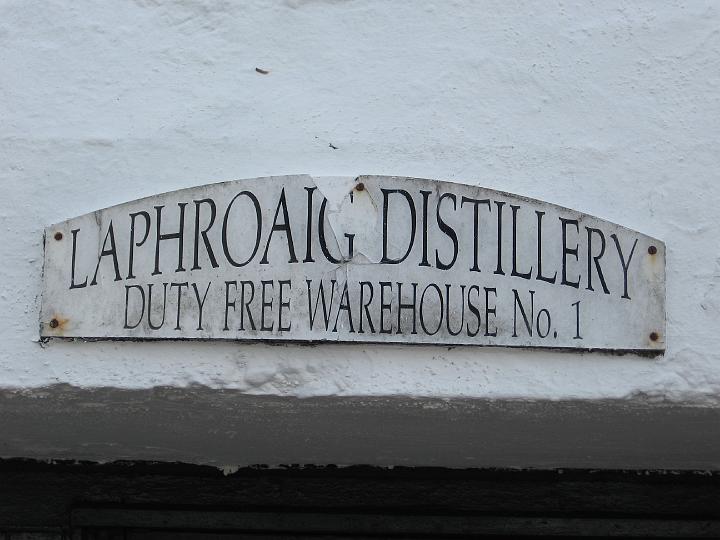 LAPHROAIG DISTILLERY
DUTY FREE WAREHOUSE No. 1